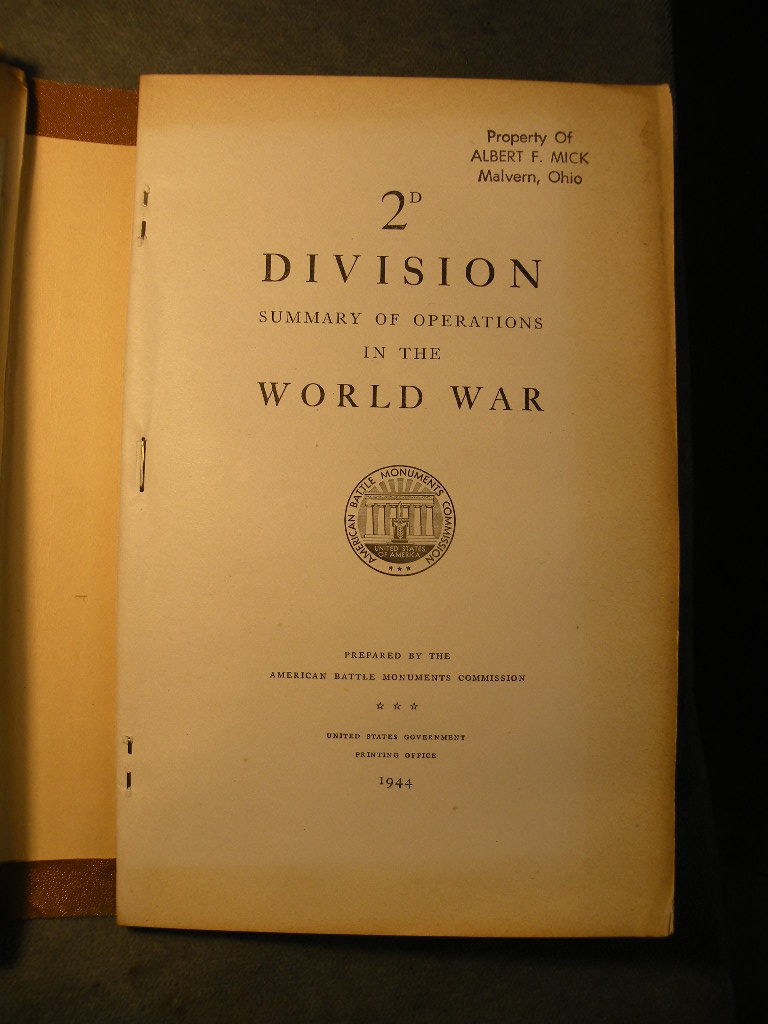 Property Of
ALBERT F. MICK
Malvern, Ohio
2D
DIVISION
SUMMARY OF OPERATIONS
IN THE
WORLD WAR
AMERICAN BATTLE MONUMENTS COMMISSION
UNITED STATES
OF AMERICA
PREPARED BY THE
AMERICAN BATTLE MONUMENTS COMMISSION
UNITED STATES GOVERNMENT
PRINTING OFFICE
1944